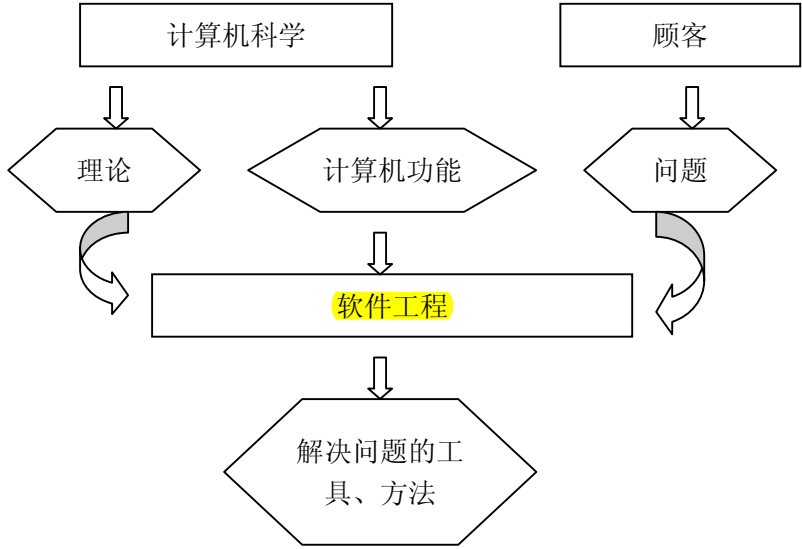 计算机科学
顾客
理论
计算机功能
问题
软件工程
解决问题的工
具、方法